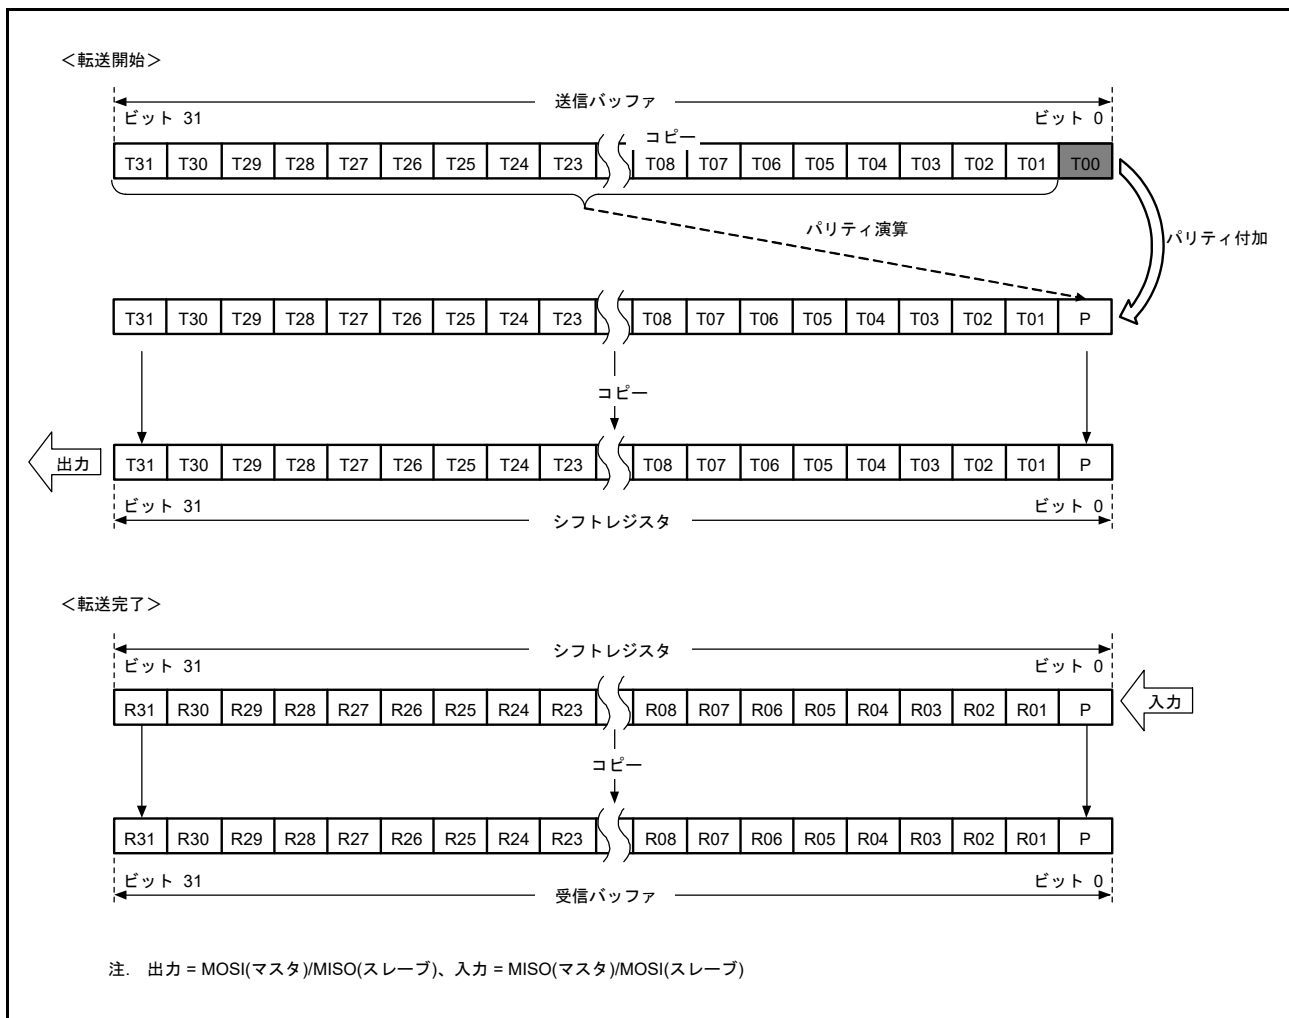 ＜転送開始＞
送信バッファ
ビット 31 ビット 0
コピー
T31 T30 T29 T28 T27 T26 T25 T24 T23 T08 T07 T06 T05 T04 T03 T02 T01 T00
パリティ演算
パリティ付加
T31 T30 T29 T28 T27 T26 T25 T24 T23 T08 T07 T06 T05 T04 T03 T02 T01 P
コピー
出力 T31 T30 T29 T28 T27 T26 T25 T24 T23 T08 T07 T06 T05 T04 T03 T02 T01 P
ビット 31 ビット 0
シフトレジスタ
＜転送完了＞
シフトレジスタ
ビット 31 ビット 0
R31 R30 R29 R28 R27 R26 R25 R24 R23 R08 R07 R06 R05 R04 R03 R02 R01 P 入力
コピー
R31 R30 R29 R28 R27 R26 R25 R24 R23 R08 R07 R06 R05 R04 R03 R02 R01 P
ビット 31 ビット 0
受信バッファ
注. 出力 = MOSI(マスタ)/MISO(スレーブ)、入力 = MISO(マスタ)/MOSI(スレーブ)